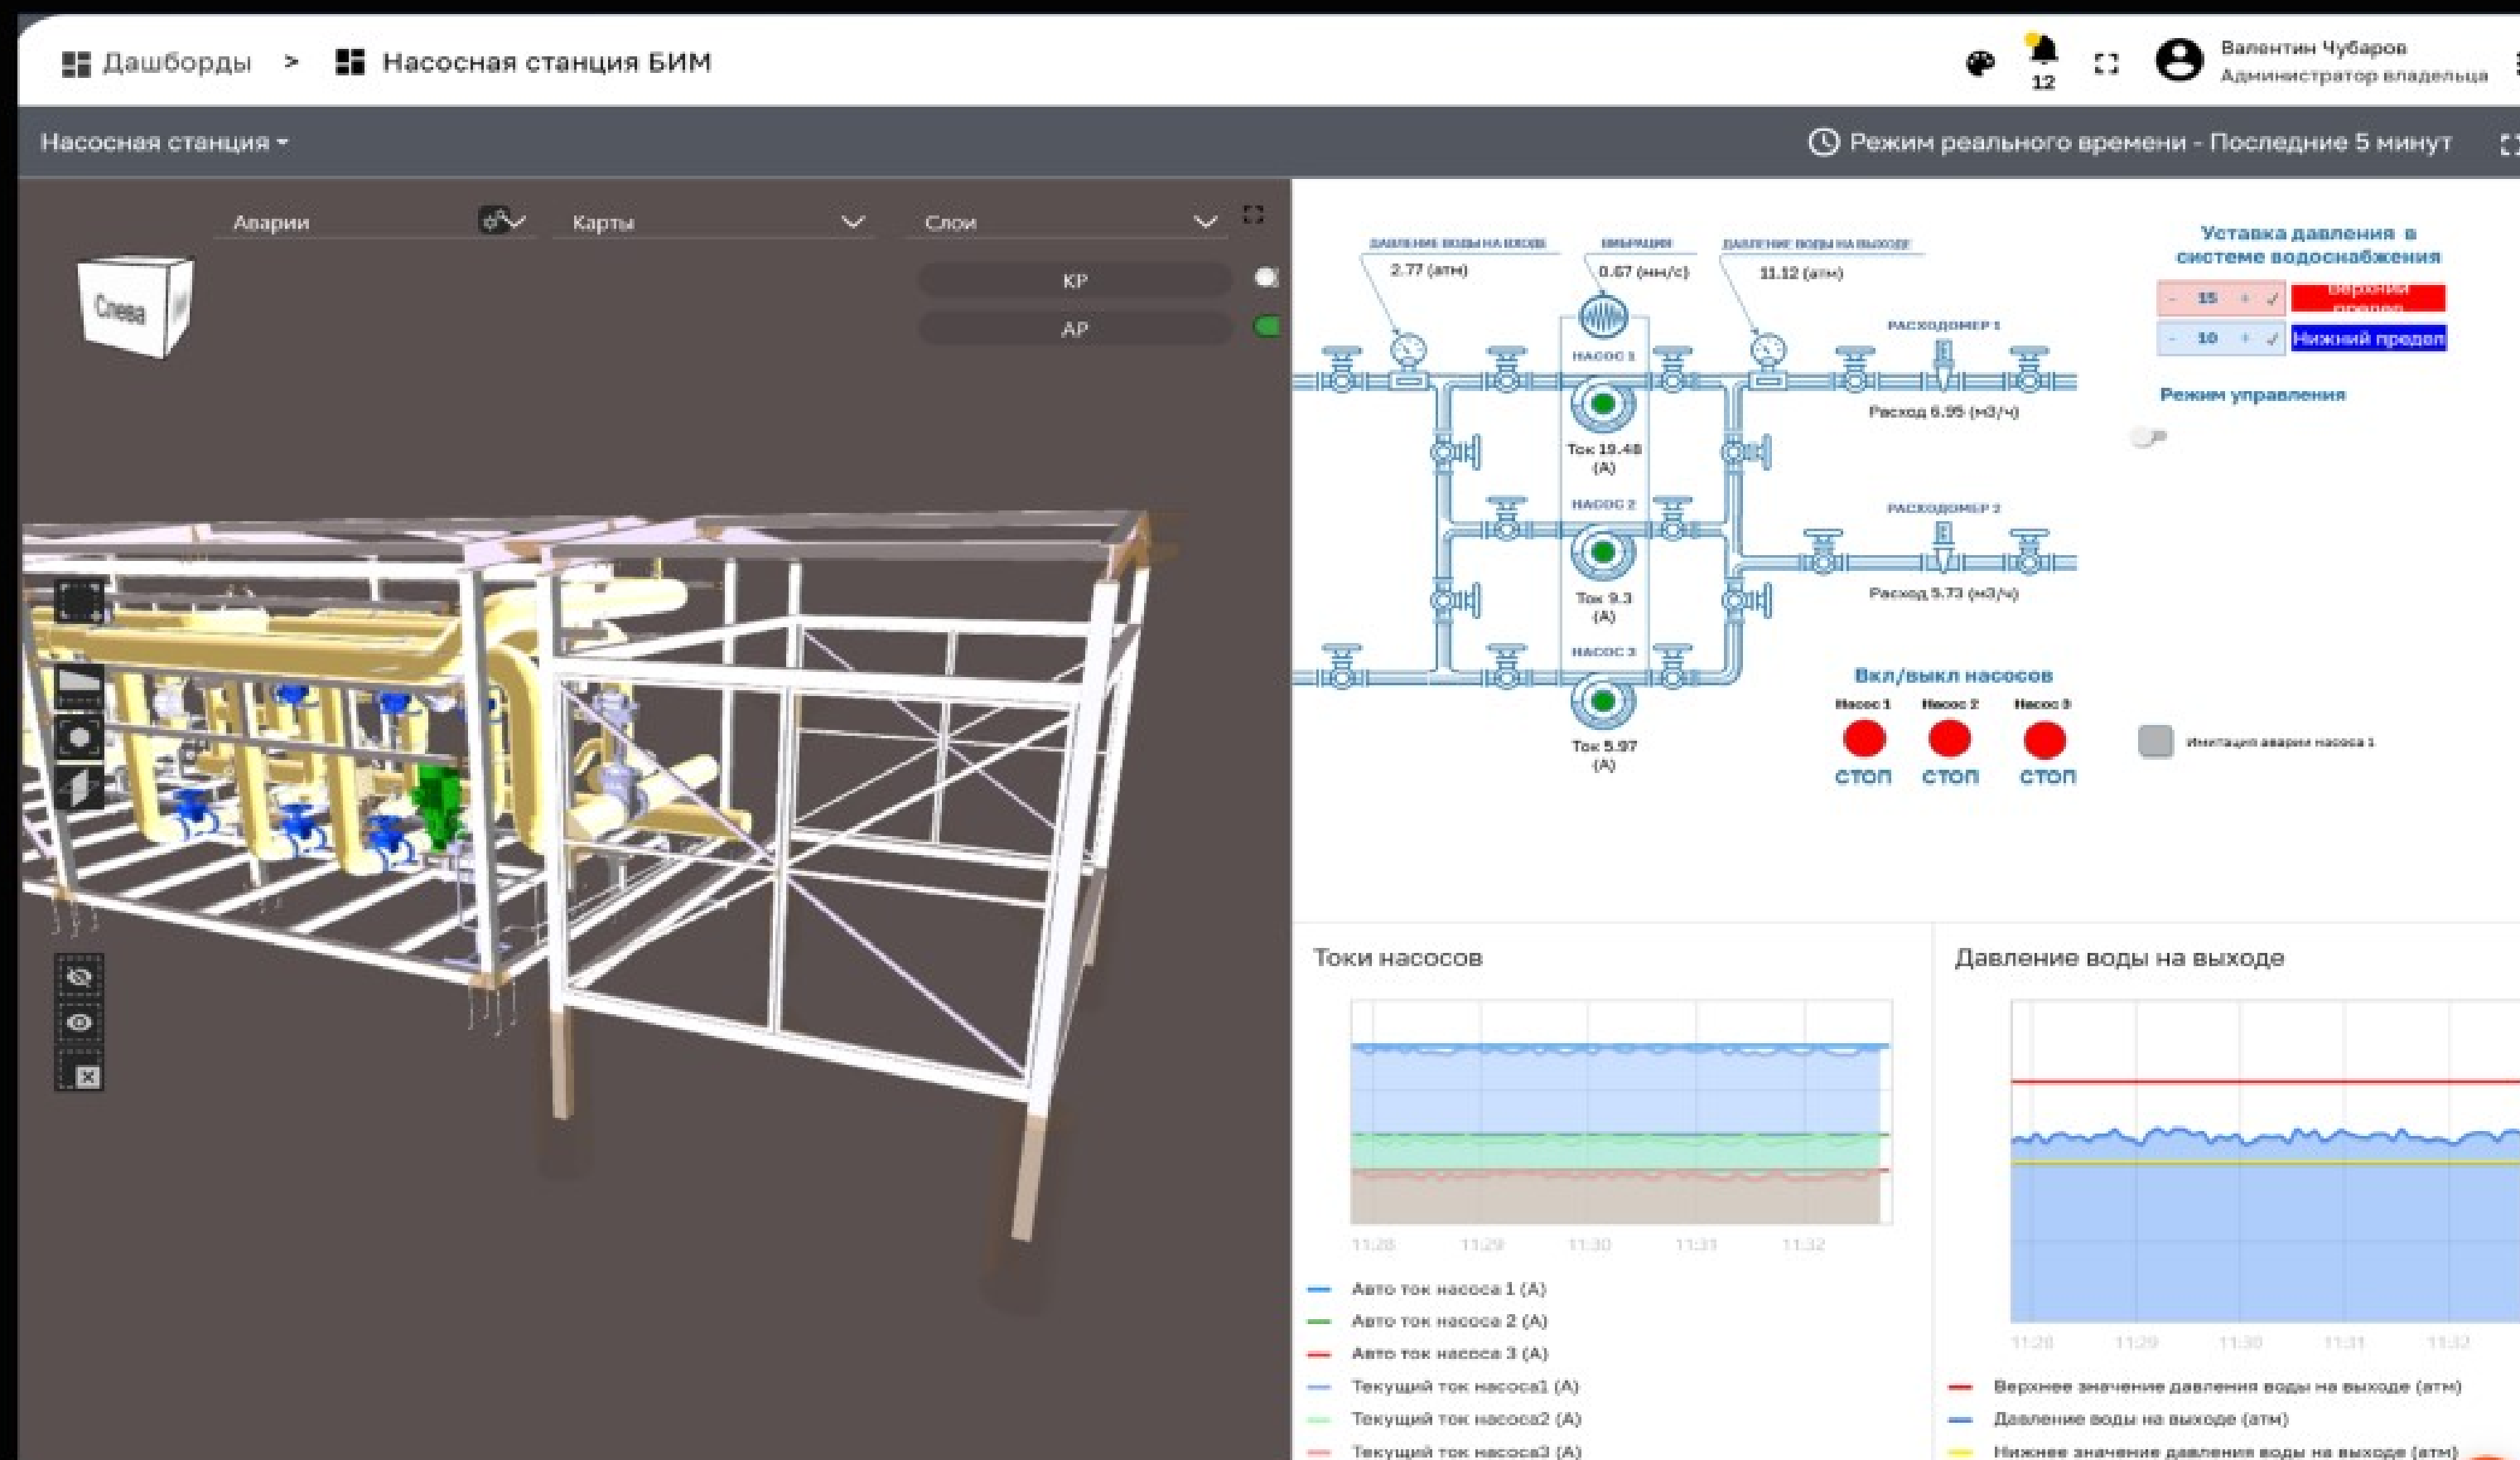 Дашборды > Насосная станция БИМ
12
Валентин Чубаров
Администратор владельца
Насосная станция
Режим реального времени - Последние 5 минут
Аварии
Карты
Слои
КР
АР
Слева
ДАВЛЕНИЕ ВОДЫ НА ВХОДЕ
2.77 (атм)
ВИБРАЦИЯ
0.67 (мм/с)
ДАВЛЕНИЕ ВОДЫ НА ВЫХОДЕ
11.12 (атм)
НАСОС 1
Ток 19.48
(А)
НАСОС 2
Ток 9.3
(А)
НАСОС 3
Ток 5.97
(А)
РАСХОДОМЕР 1
Расход 6.95 (м3/ч)
РАСХОДОМЕР 2
Расход 5.73 (м3/ч)
Уставка давления в
системе водоснабжения
- 15 + ✓
Верхний
предел
- 10 + ✓
Нижний предел
Режим управления
Вкл/выкл насосов
Насос 1 Насос 2 Насос 3
СТОП СТОП СТОП
Имитация аварии насоса 1
Токи насосов
11:28 11:29 11:30 11:31 11:32
Авто ток насоса 1 (А)
Авто ток насоса 2 (А)
Авто ток насоса 3 (А)
Текущий ток насоса1 (А)
Текущий ток насоса2 (А)
Текущий ток насоса3 (А)
Давление воды на выходе
11:28 11:29 11:30 11:31 11:32
Верхнее значение давления воды на выходе (атм)
Давление воды на выходе (атм)
Нижнее значение давления воды на выходе (атм)